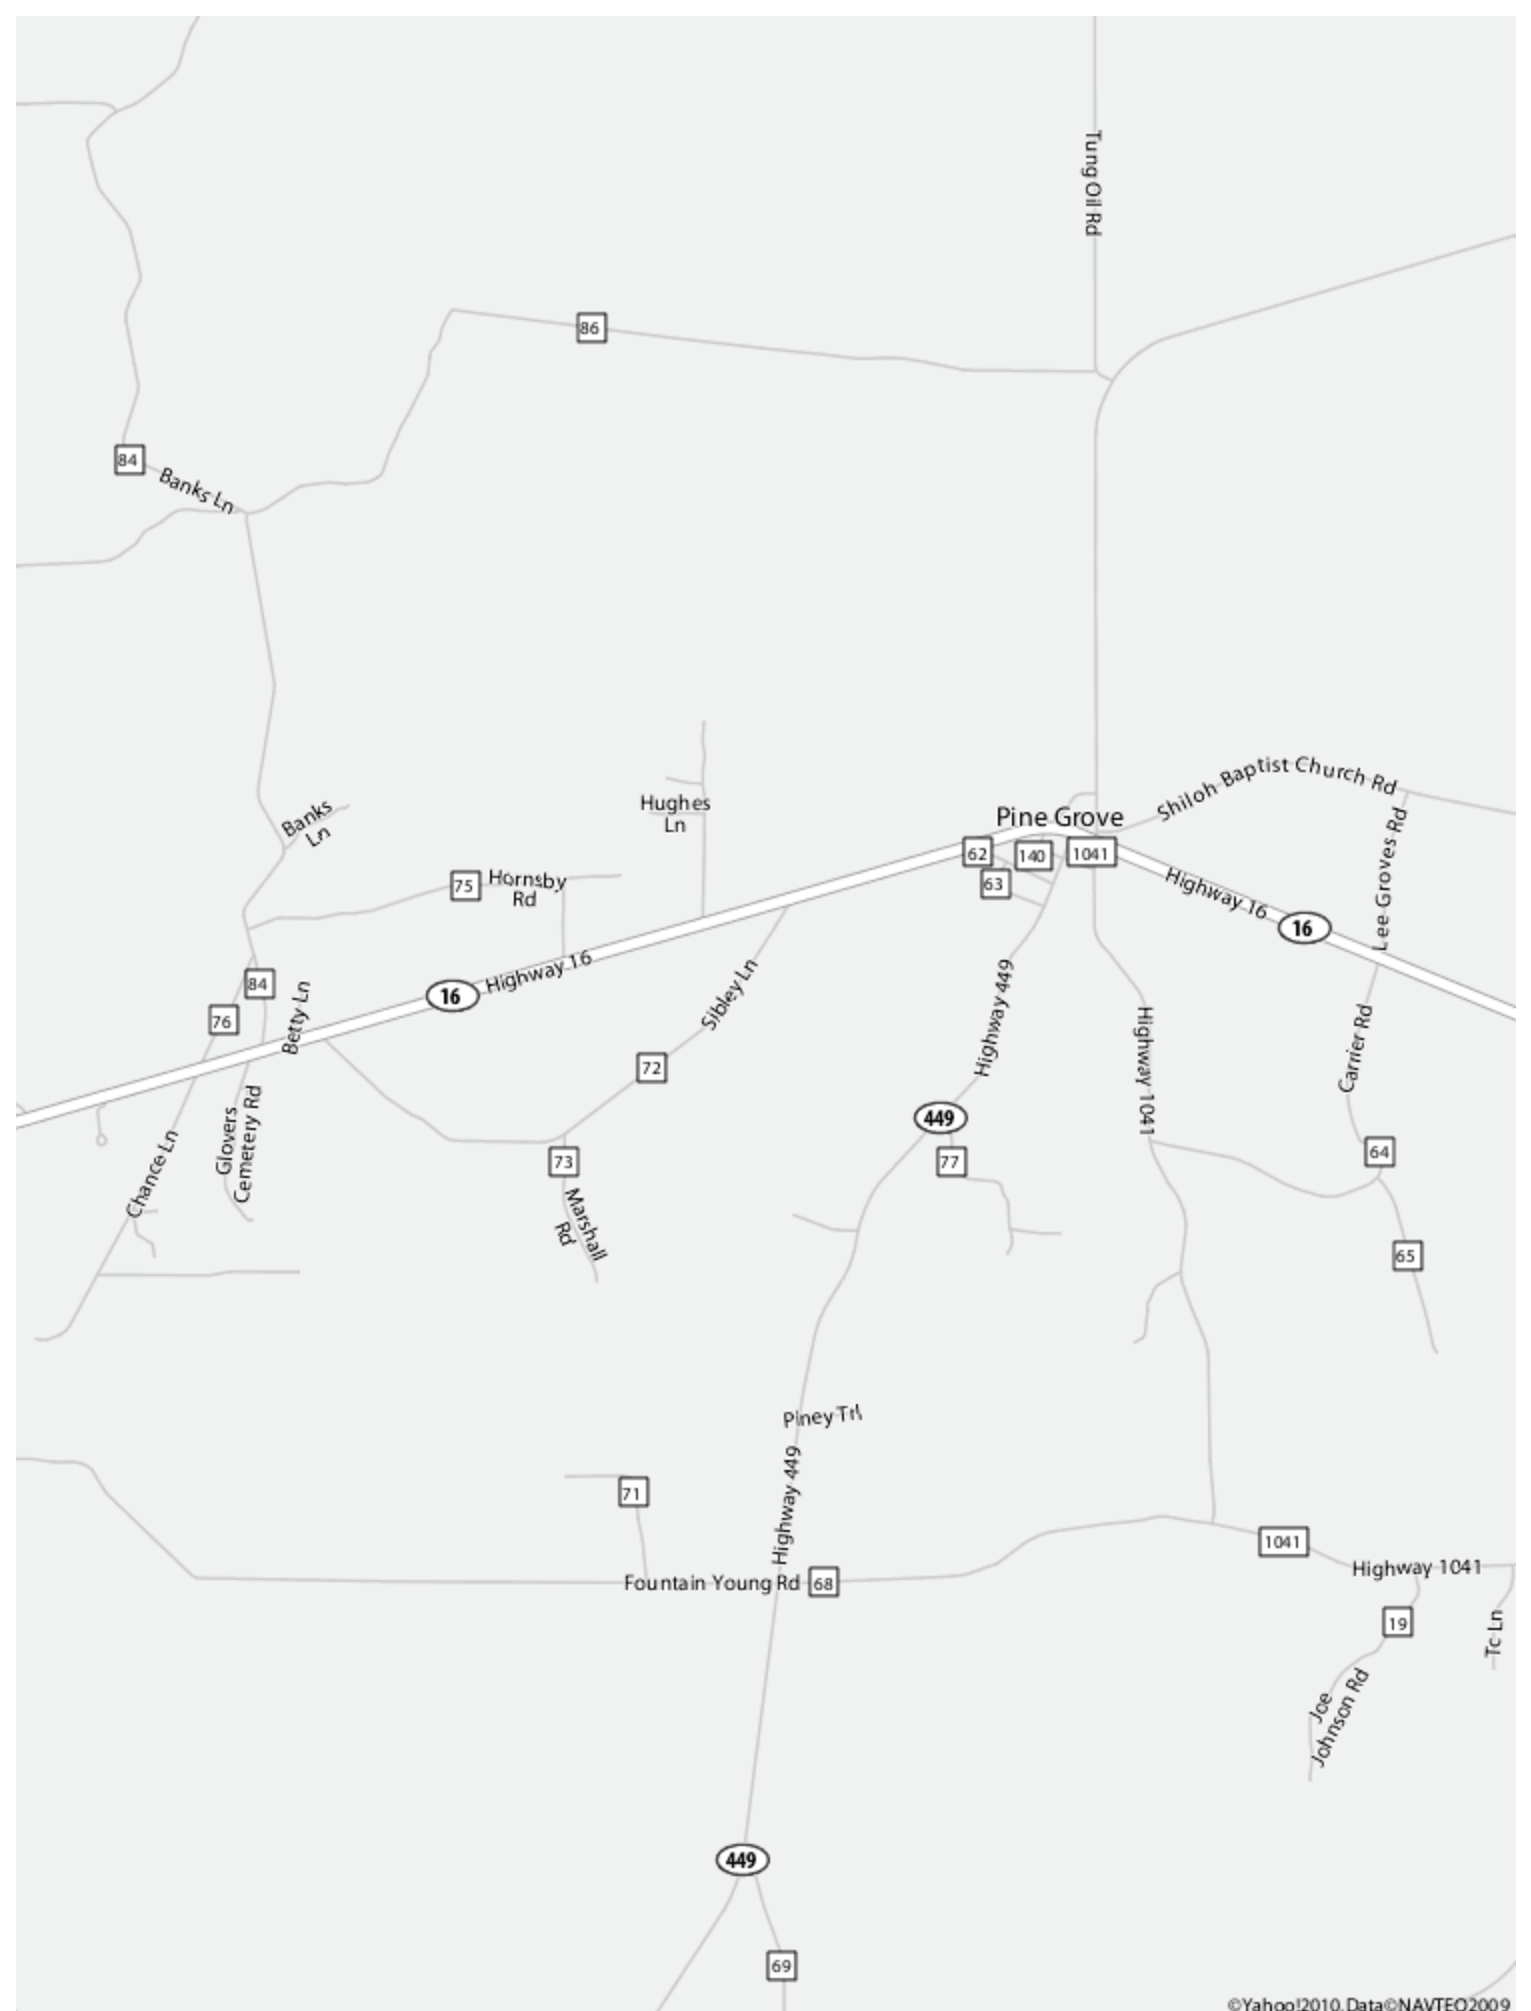 Tung Oil Rd
86
84
Banks Ln
Shiloh Baptist Church Rd
Banks
Ln
Hughes
Ln
Pine Grove
62
140
1041
63
Lee Groves Rd
75
Hornsby
Rd
Highway 16
16
84
76
Betty Ln
16
Highway 16
Sibley Ln
72
Highway 449
Highway 1041
Carrier Rd
449
77
64
Chance Ln
Glovers
Cemetery Rd
73
Marshall
Rd
65
Piney Trl
Highway 449
71
Fountain Young Rd
68
1041
Highway 1041
19
Tc Ln
Joe
Johnson Rd
449
69
©Yahoo!2010, Data©NAVTEQ2009